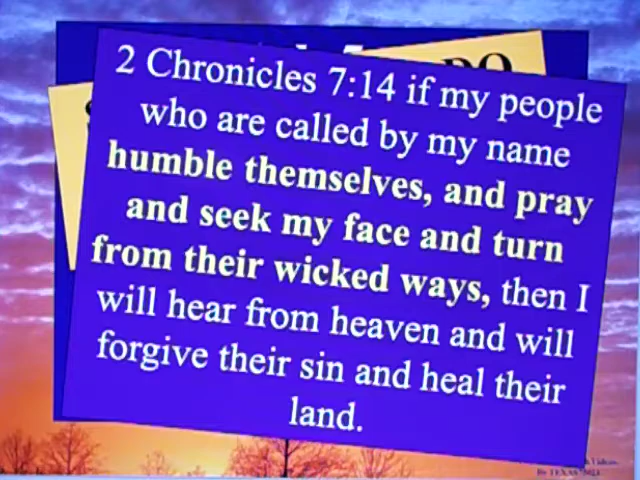 DO
2 Chronicles 7:14 if my people
who are called by my name
humble themselves, and pray
and seek my face and turn
from their wicked ways, then I
will hear from heaven and will
forgive their sin and heal their
land.